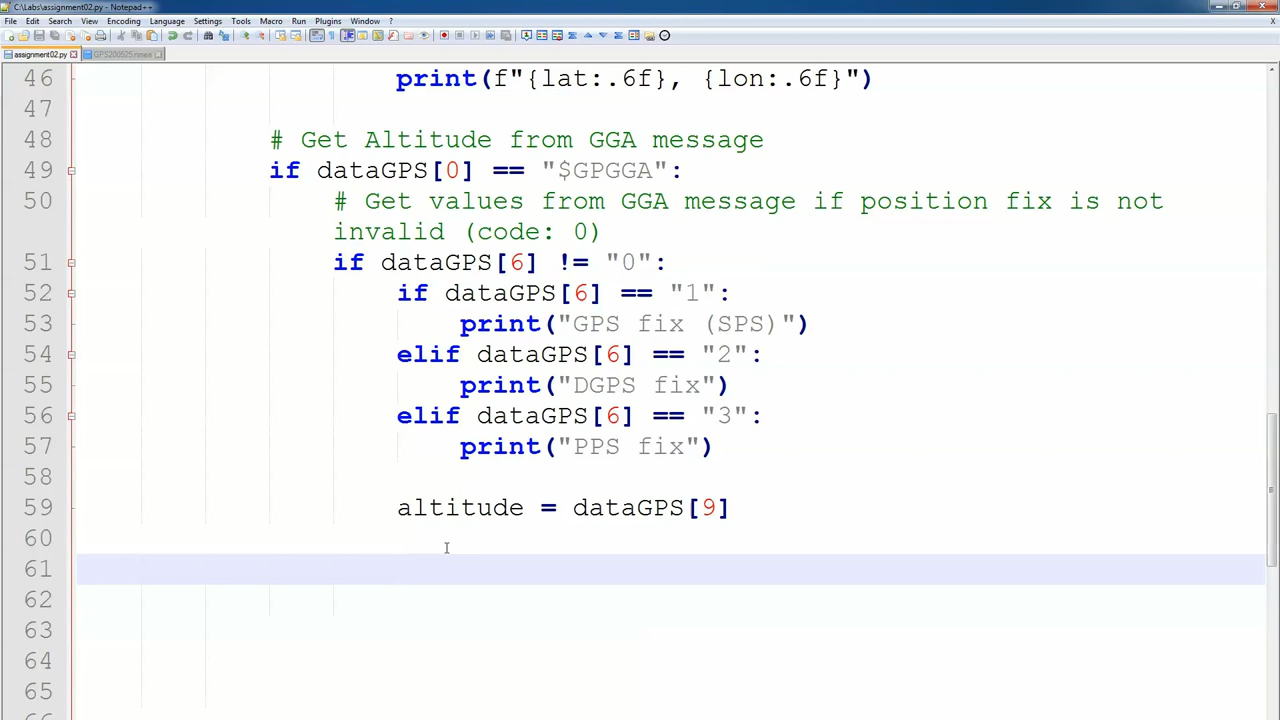 C:\Labs\assignment02.py - Notepad++
File Edit Search View Encoding Language Settings Tools Macro Run Plugins Window ? X
assignment02.py GPS200525.nmea
46 print(f"{lat:.6f}, {lon:.6f}")
47
48 # Get Altitude from GGA message
49 if dataGPS[0] == "$GPGGA":
50 # Get values from GGA message if position fix is not
invalid (code: 0)
51 if dataGPS[6] != "0":
52 if dataGPS[6] == "1":
53 print("GPS fix (SPS)")
54 elif dataGPS[6] == "2":
55 print("DGPS fix")
56 elif dataGPS[6] == "3":
57 print("PPS fix")
58
59 altitude = dataGPS[9]
60
61
62
63
64
65
66